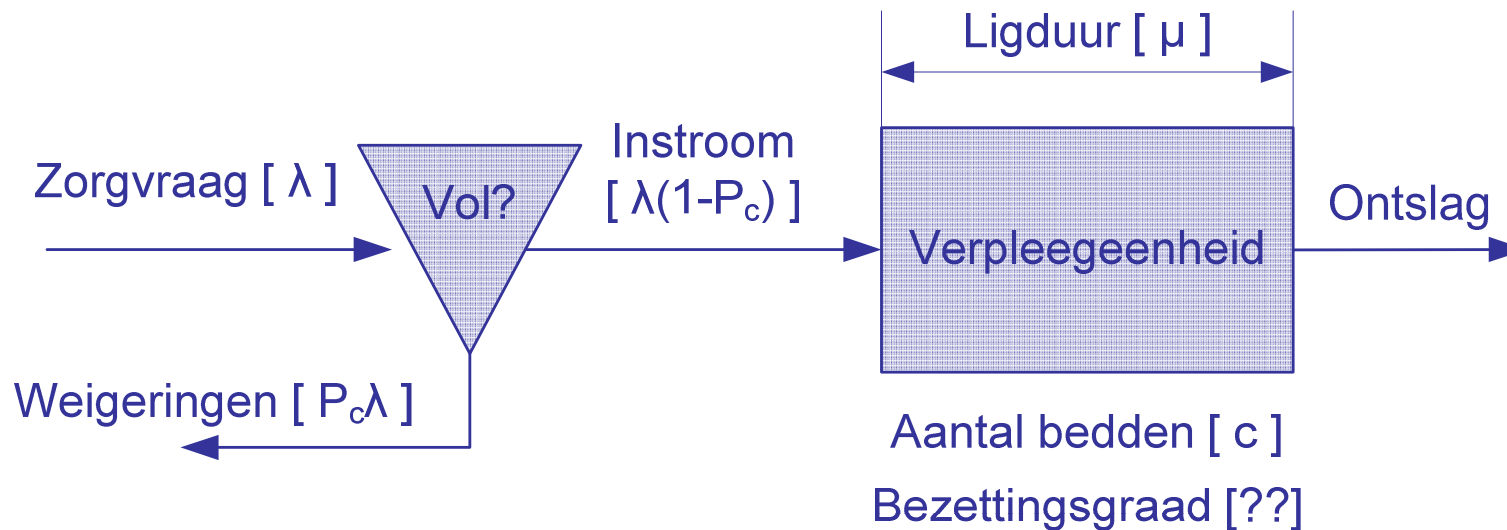 Ligduur [ μ ]
Zorgvraag [ λ ]
Vol?
Instroom
[ λ(1-Pc) ]
Verpleegeenheid
Ontslag
Weigeringen [ Pcλ ]
Aantal bedden [ c ]
Bezettingsgraad [??]